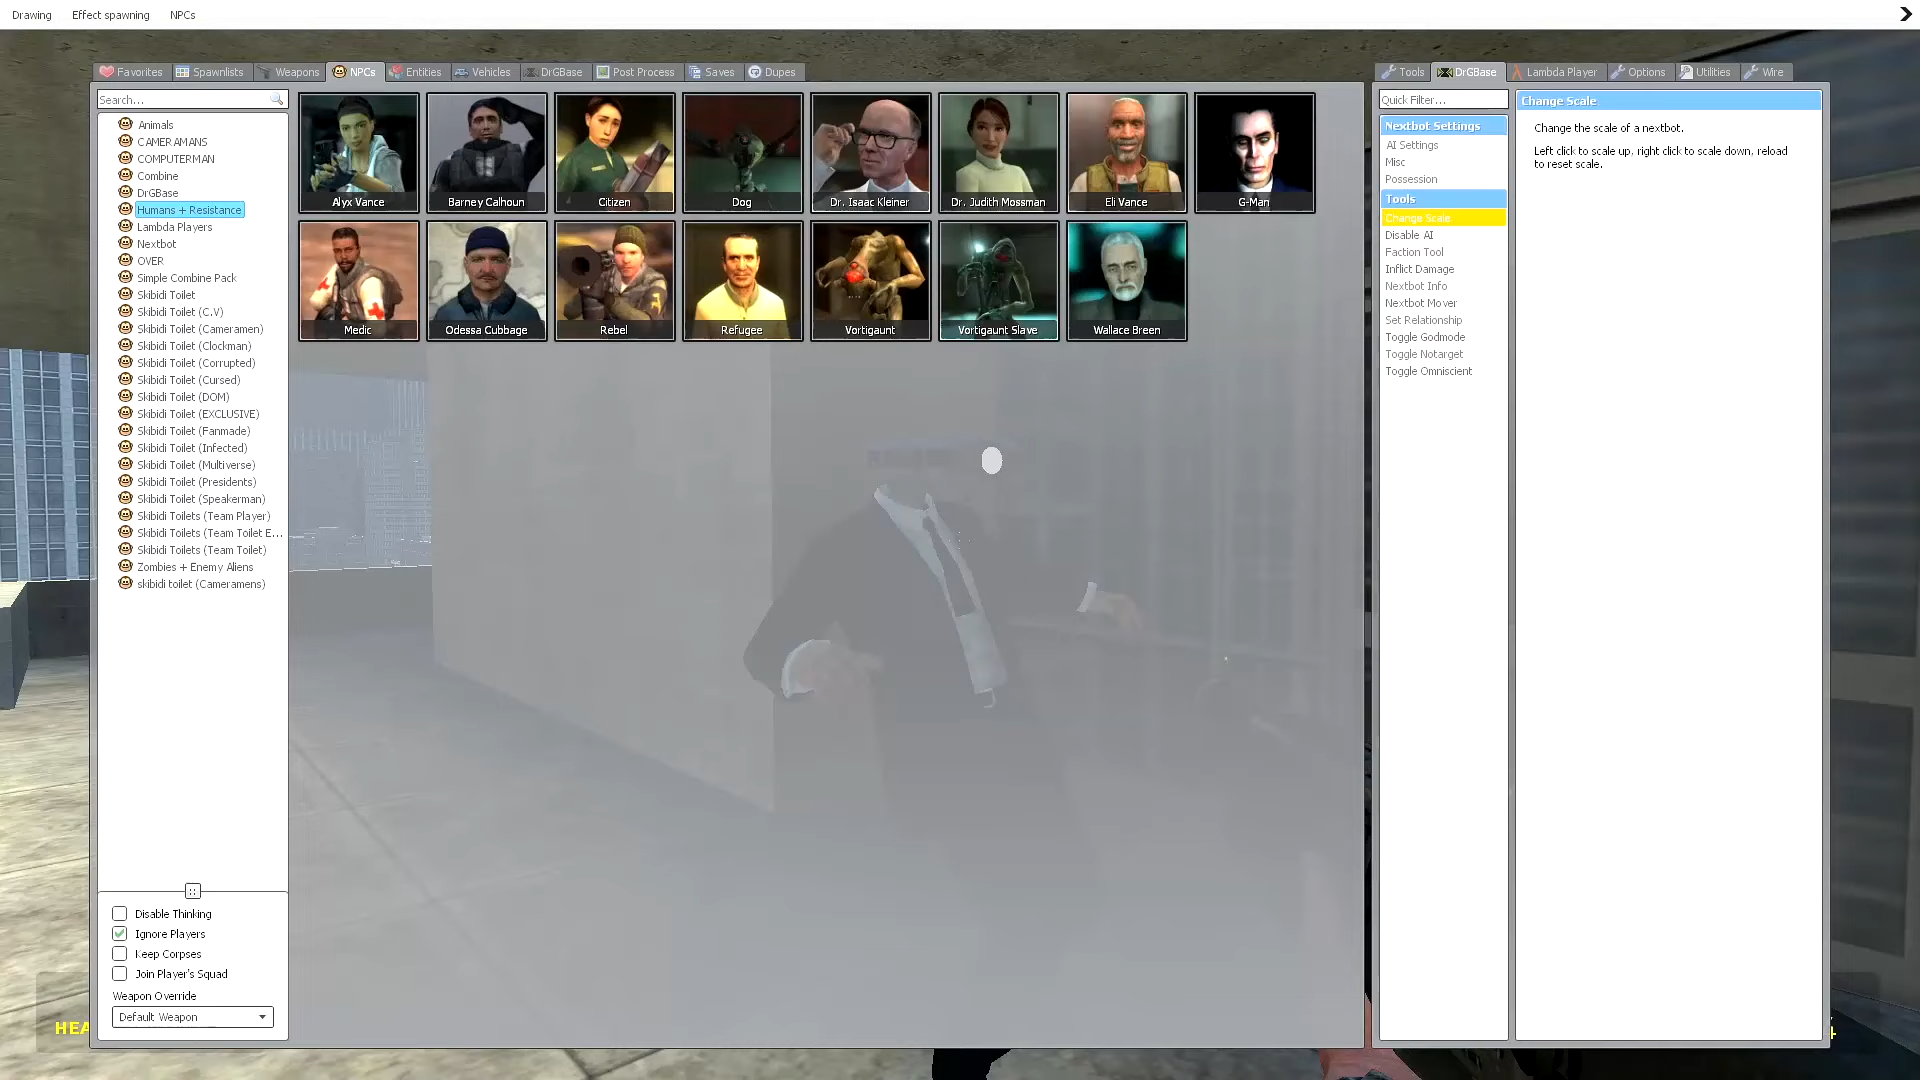 Drawing Effect spawning NPCs
Favorites Spawnlists Weapons NPCs Entities Vehicles DrGBase Post Process Saves Dupes
Tools DrGBase Lambda Player Options Utilities Wire
Search...
Animals
CAMERAMANS
COMPUTERMAN
Combine
DrGBase
Humans + Resistance
Lambda Players
Nextbot
OVER
Simple Combine Pack
Skibidi Toilet
Skibidi Toilet (C.V)
Skibidi Toilet (Cameramen)
Skibidi Toilet (Clockman)
Skibidi Toilet (Corrupted)
Skibidi Toilet (Cursed)
Skibidi Toilet (DOM)
Skibidi Toilet (EXCLUSIVE)
Skibidi Toilet (Fanmade)
Skibidi Toilet (Infected)
Skibidi Toilet (Multiverse)
Skibidi Toilet (Presidents)
Skibidi Toilet (Speakerman)
Skibidi Toilets (Team Player)
Skibidi Toilets (Team Toilet E...
Skibidi Toilets (Team Toilet)
Zombies + Enemy Aliens
skibidi toilet (Cameramens)
Disable Thinking
Ignore Players
Keep Corpses
Join Player's Squad
Weapon Override
Default Weapon
HEA
Alyx Vance Barney Calhoun Citizen Dog Dr. Isaac Kleiner Dr. Judith Mossman Eli Vance G-Man
Medic Odessa Cubbage Rebel Refugee Vortigaunt Vortigaunt Slave Wallace Breen
Quick Filter...
Nextbot Settings
AI Settings
Misc
Possession
Tools
Change Scale
Disable AI
Faction Tool
Inflict Damage
Nextbot Info
Nextbot Mover
Set Relationship
Toggle Godmode
Toggle Notarget
Toggle Omniscient
Change Scale
Change the scale of a nextbot.
Left click to scale up, right click to scale down, reload
to reset scale.